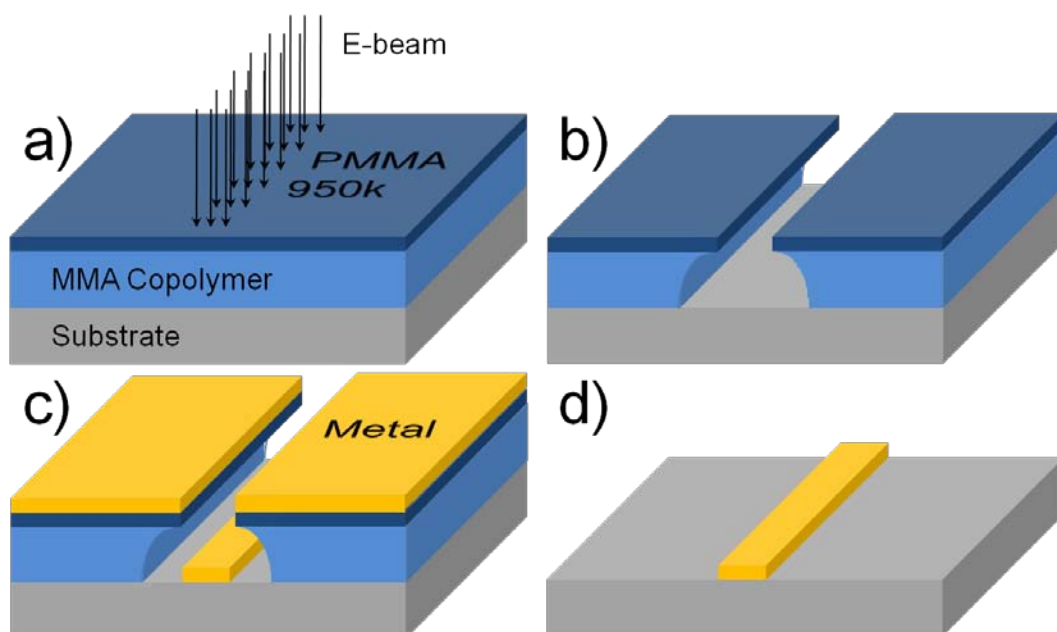 E-beam
a)
PMMA
950k
MMA Copolymer
Substrate
b)
c)
Metal
d)